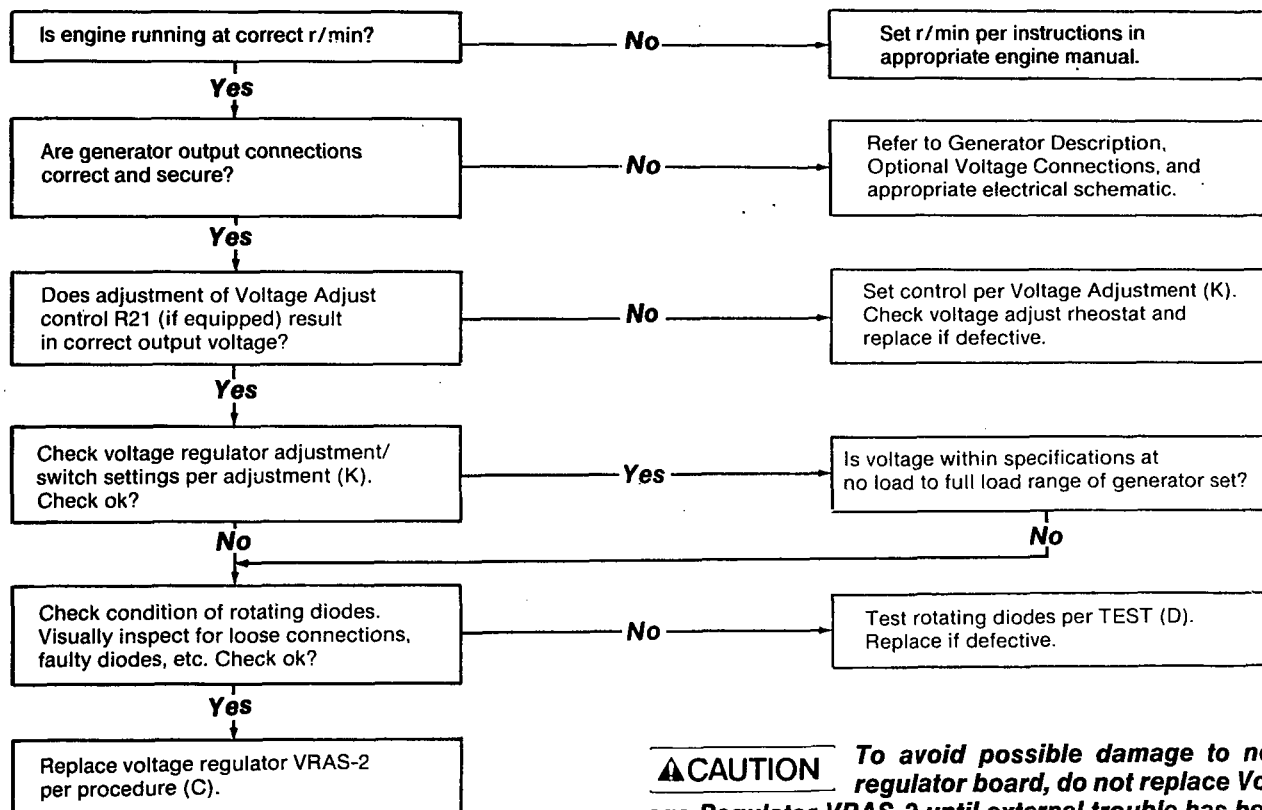 Is engine running at correct r/min?
No
Set r/min per instructions in
appropriate engine manual.
Yes
Are generator output connections
correct and secure?
No
Refer to Generator Description,
Optional Voltage Connections, and
appropriate electrical schematic.
Yes
Does adjustment of Voltage Adjust
control R21 (if equipped) result
in correct output voltage?
No
Set control per Voltage Adjustment (K).
Check voltage adjust rheostat and
replace if defective.
Yes
Check voltage regulator adjustment/
switch settings per adjustment (K).
Check ok?
Yes
Is voltage within specifications at
no load to full load range of generator set?
No
No
Check condition of rotating diodes.
Visually inspect for loose connections,
faulty diodes, etc. Check ok?
No
Test rotating diodes per TEST (D).
Replace if defective.
Yes
Replace voltage regulator VRAS-2
per procedure (C).
⚠CAUTION To avoid possible damage to
regulator board, do not replace
Regulator VRAS-2 until external trouble has